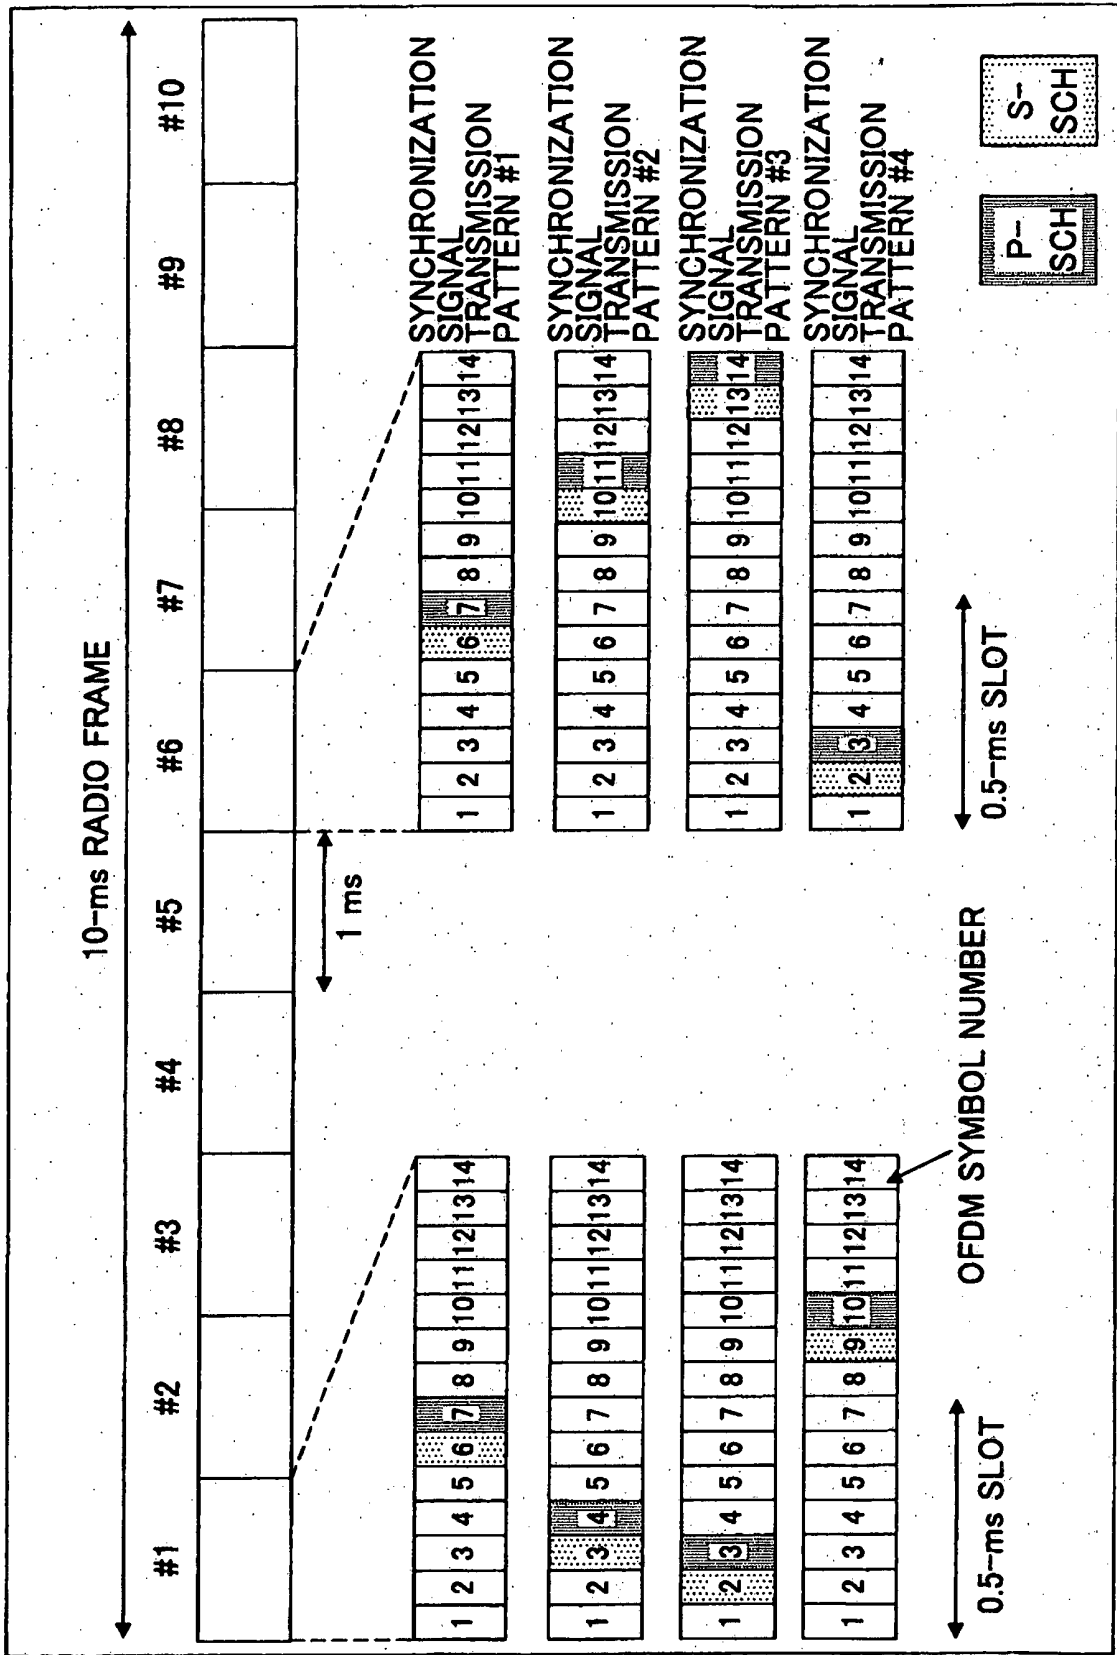 10-ms RADIO FRAME
#1 #2 #3 #4 #5 #6 #7 #8 #9 #10
1 ms
1 2 3 4 5 6 7 8 9 10 11 12 13 14
1 2 3 4 5 6 7 8 9 10 11 12 13 14
SYNCHRONIZATION
SIGNAL
TRANSMISSION
PATTERN #1
1 2 3 4 5 6 7 8 9 10 11 12 13 14
1 2 3 4 5 6 7 8 9 10 11 12 13 14
SYNCHRONIZATION
SIGNAL
TRANSMISSION
PATTERN #2
1 2 3 4 5 6 7 8 9 10 11 12 13 14
1 2 3 4 5 6 7 8 9 10 11 12 13 14
SYNCHRONIZATION
SIGNAL
TRANSMISSION
PATTERN #3
1 2 3 4 5 6 7 8 9 10 11 12 13 14
1 2 3 4 5 6 7 8 9 10 11 12 13 14
SYNCHRONIZATION
SIGNAL
TRANSMISSION
PATTERN #4
0.5-ms SLOT
OFDM SYMBOL NUMBER
0.5-ms SLOT
P-
SCH
S-
SCH